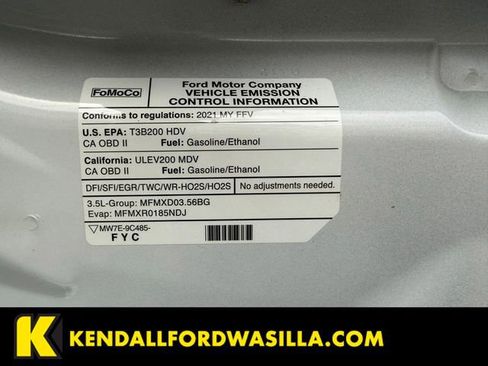 FoMoCo
Ford Motor Company
VEHICLE EMISSION
CONTROL INFORMATION
Conforms to regulations: 2021 MY FFV
U.S. EPA: T3B200 HDV
CA OBD II Fuel: Gasoline/Ethanol
California: ULEV200 MDV
CA OBD II Fuel: Gasoline/Ethanol
DFI/SFI/EGR/TWC/WR-HO2S/HO2S No adjustments needed.
3.5L-Group: MFMXD03.56BG
Evap: MFMXR0185NDJ
MW7E-9C485-
FYC
K KENDALLFORDWASILLA.COM